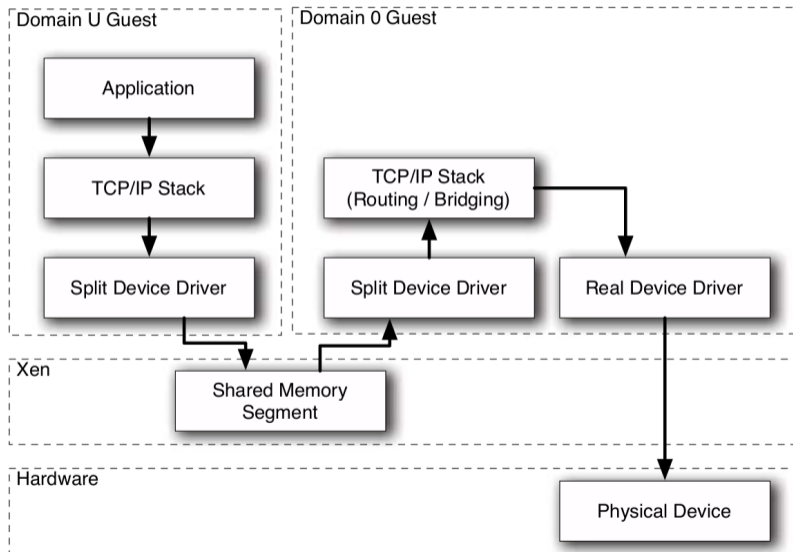 Domain U Guest
Domain 0 Guest
Application
TCP/IP Stack
TCP/IP Stack
(Routing / Bridging)
Split Device Driver
Split Device Driver
Real Device Driver
Xen
Shared Memory
Segment
Hardware
Physical Device